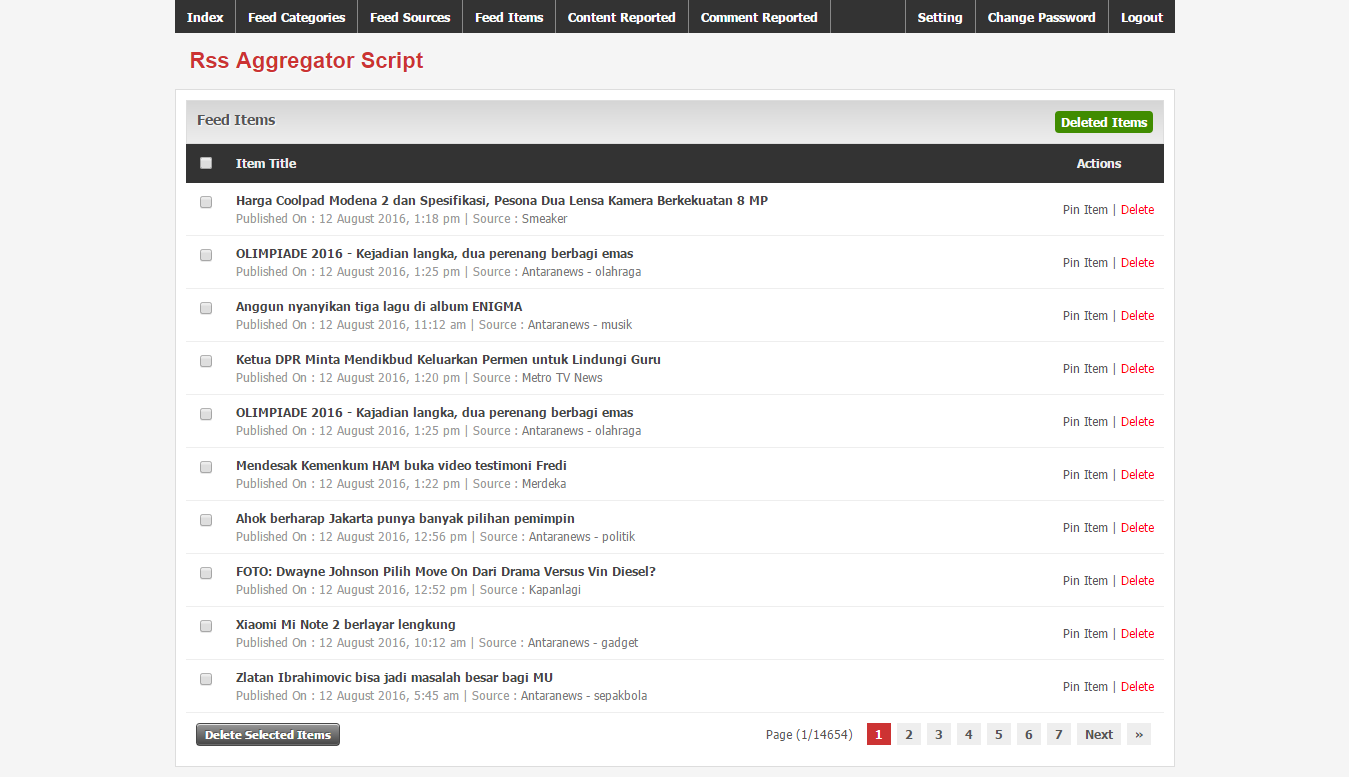 Index Feed Categories Feed Sources Feed Items Content Reported Comment Reported Setting Change Password Logout
Rss Aggregator Script
Feed Items Deleted Items
Item Title Actions
Harga Coolpad Modena 2 dan Spesifikasi, Pesona Dua Lensa Kamera Berkekuatan 8 MP
Published On : 12 August 2016, 1:18 pm | Source : Smeaker
Pin Item | Delete
OLIMPIADE 2016 - Kejadian langka, dua perenang berbagi emas
Published On : 12 August 2016, 1:25 pm | Source : Antaranews - olahraga
Pin Item | Delete
Anggun nyanyikan tiga lagu di album ENIGMA
Published On : 12 August 2016, 11:12 am | Source : Antaranews - musik
Pin Item | Delete
Ketua DPR Minta Mendikbud Keluarkan Permen untuk Lindungi Guru
Published On : 12 August 2016, 1:20 pm | Source : Metro TV News
Pin Item | Delete
OLIMPIADE 2016 - Kajadian langka, dua perenang berbagi emas
Published On : 12 August 2016, 1:25 pm | Source : Antaranews - olahraga
Pin Item | Delete
Mendesak Kemenkum HAM buka video testimoni Fredi
Published On : 12 August 2016, 1:22 pm | Source : Merdeka
Pin Item | Delete
Ahok berharap Jakarta punya banyak pilihan pemimpin
Published On : 12 August 2016, 12:56 pm | Source : Antaranews - politik
Pin Item | Delete
FOTO: Dwayne Johnson Pilih Move On Dari Drama Versus Vin Diesel?
Published On : 12 August 2016, 12:52 pm | Source : Kapanlagi
Pin Item | Delete
Xiaomi Mi Note 2 berlayar lengkung
Published On : 12 August 2016, 10:12 am | Source : Antaranews - gadget
Pin Item | Delete
Zlatan Ibrahimovic bisa jadi masalah besar bagi MU
Published On : 12 August 2016, 5:45 am | Source : Antaranews - sepakbola
Pin Item | Delete
Delete Selected Items Page (1/14654) 1 2 3 4 5 6 7 Next »